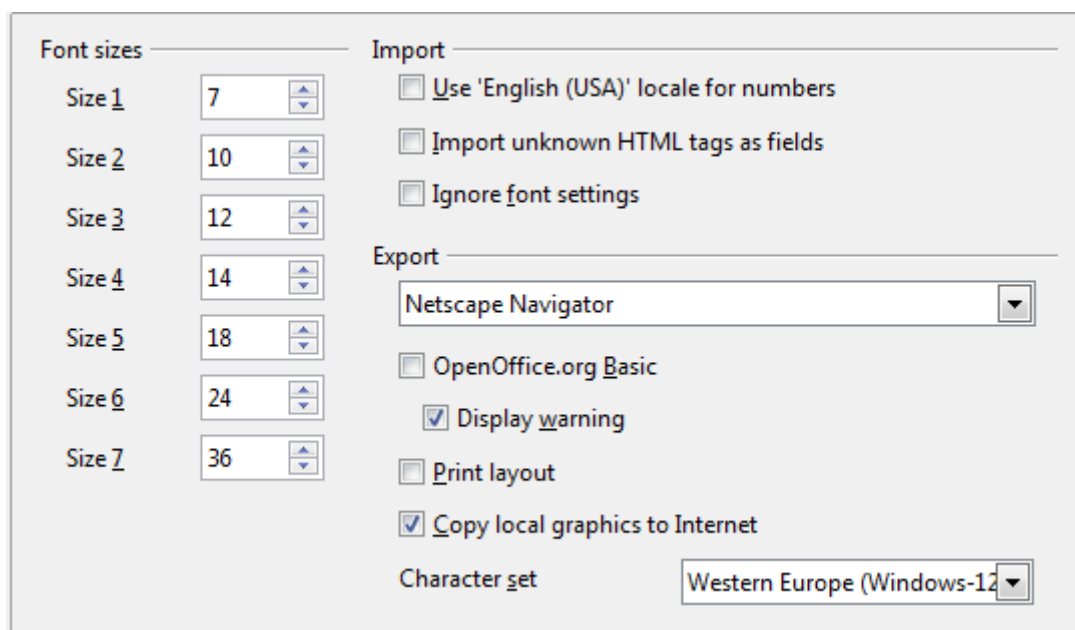 Font sizes
Size 1 7
Size 2 10
Size 3 12
Size 4 14
Size 5 18
Size 6 24
Size 7 36
Import
Use 'English (USA)' locale for numbers
Import unknown HTML tags as fields
Ignore font settings
Export
Netscape Navigator
OpenOffice.org Basic
Display warning
Print layout
Copy local graphics to Internet
Character set Western Europe (Windows-12